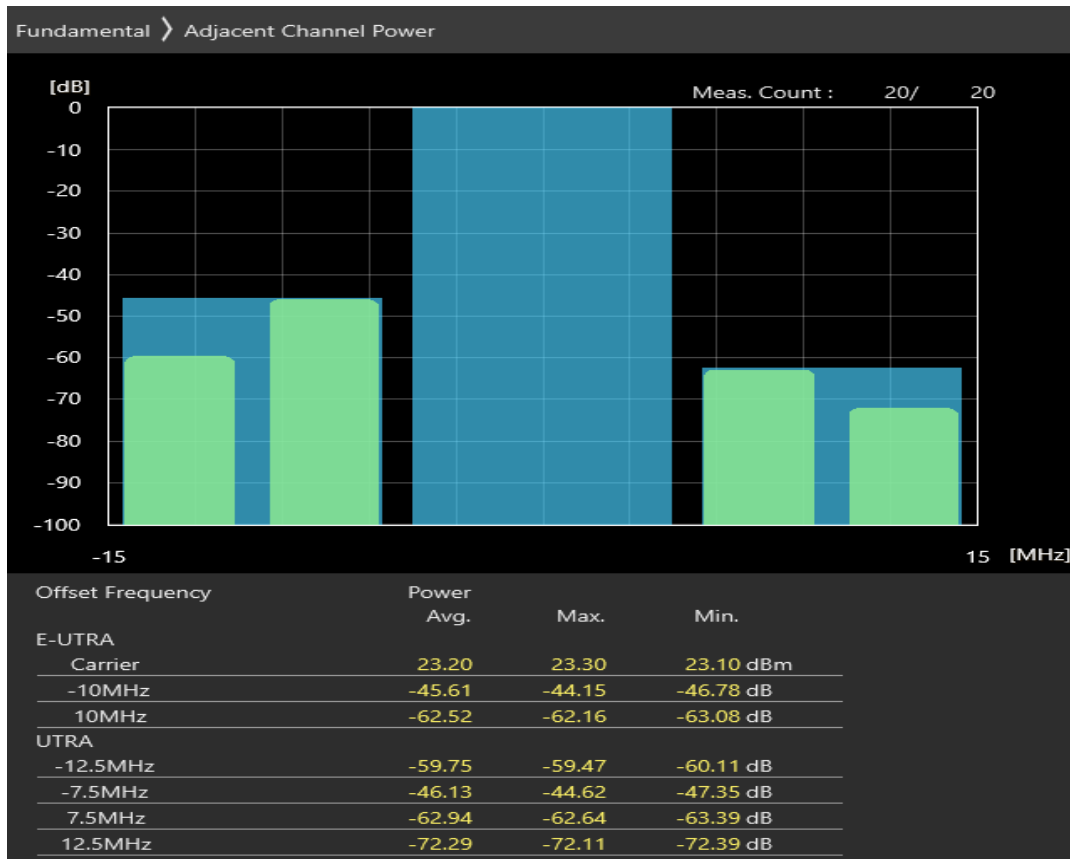 Fundamental ❯ Adjacent Channel Power
[dB]
Meas. Count : 20/ 20
0
-10
-20
-30
-40
-50
-60
-70
-80
-90
-100
-15 15 [MHz]
Offset Frequency Power
Avg. Max. Min.
E-UTRA
Carrier 23.20 23.30 23.10 dBm
-10MHz -45.61 -44.15 -46.78 dB
10MHz -62.52 -62.16 -63.08 dB
UTRA
-12.5MHz -59.75 -59.47 -60.11 dB
-7.5MHz -46.13 -44.62 -47.35 dB
7.5MHz -62.94 -62.64 -63.39 dB
12.5MHz -72.29 -72.11 -72.39 dB